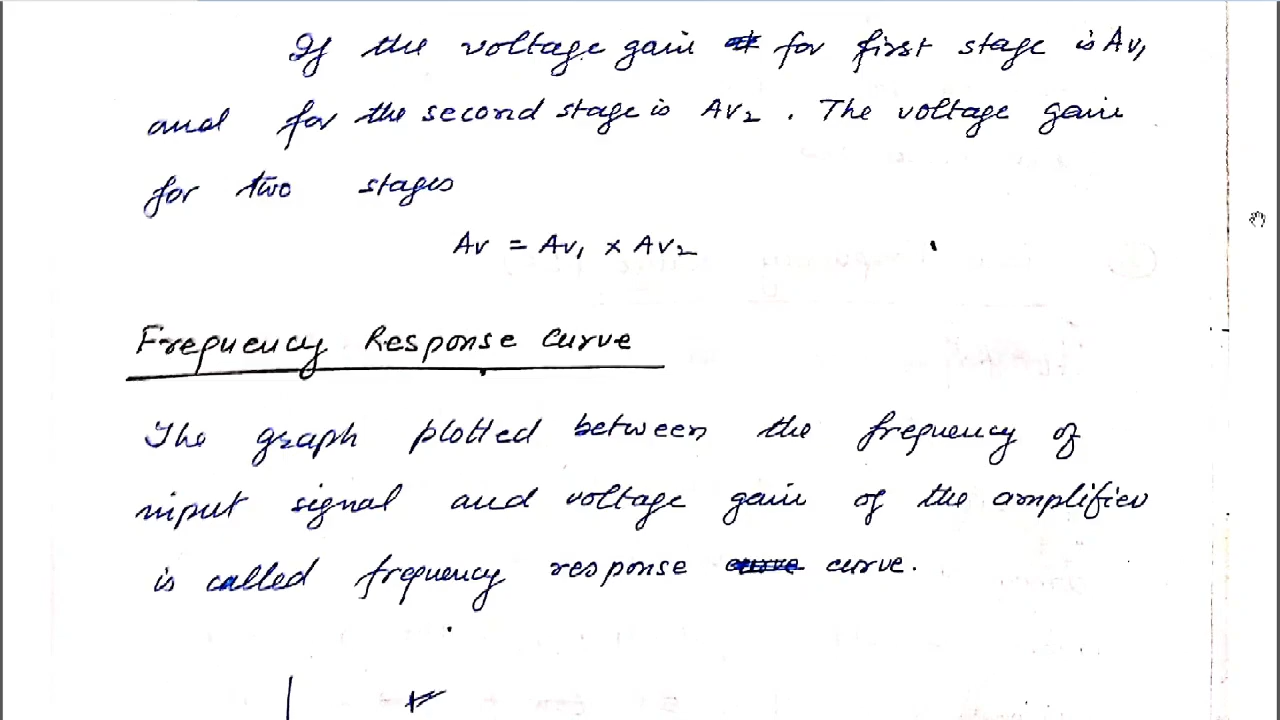 If the voltage gain for first stage is Av1
and for the second stage is Av2. The voltage gain
for two stages
Av = Av1 x Av2
Frequency Response Curve
The graph plotted between the frequency of
input signal and voltage gain of the amplifier
is called frequency response curve.